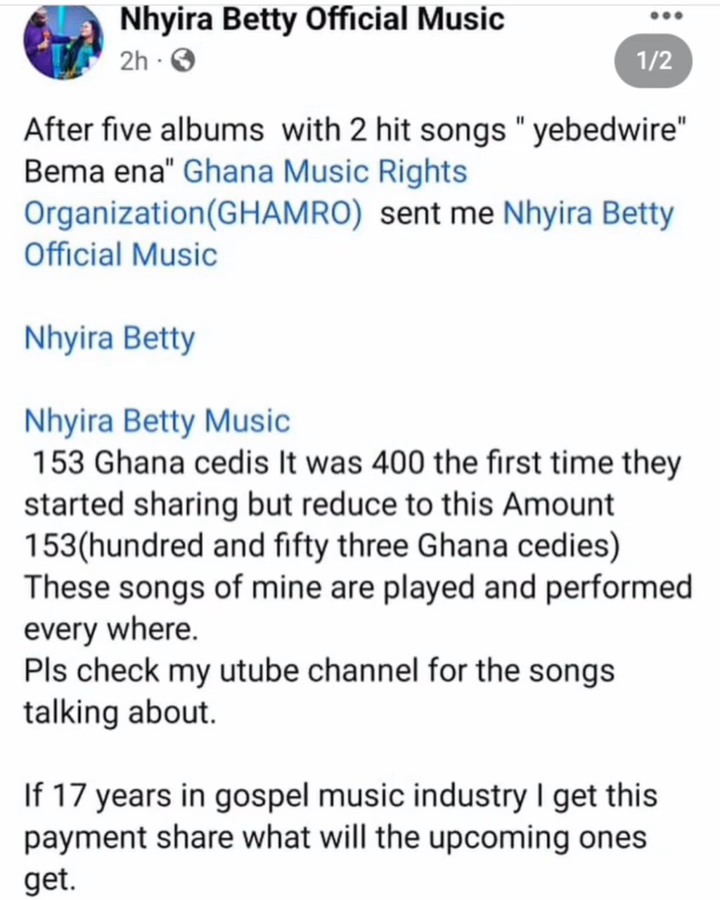 Nhyira Betty Official Music
2h ·
1/2
After five albums  with 2 hit songs " yebedwire"
Bema ena" Ghana Music Rights
Organization(GHAMRO)  sent me Nhyira Betty
Official Music
Nhyira Betty
Nhyira Betty Music
153 Ghana cedis It was 400 the first time they
started sharing but reduce to this Amount
153(hundred and fifty three Ghana cedies)
These songs of mine are played and performed
every where.
Pls check my utube channel for the songs
talking about.
If 17 years in gospel music industry I get this
payment share what will the upcoming ones
get.